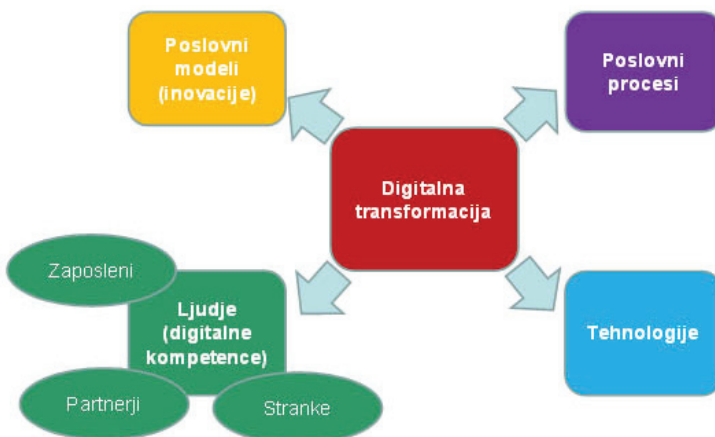 Poslovni
modeli
(inovacije)
Poslovni
procesi
Digitalna
transformacija
Zaposleni
Ljudje
(digitalne
kompetence)
Partnerji
Stranke
Tehnologije